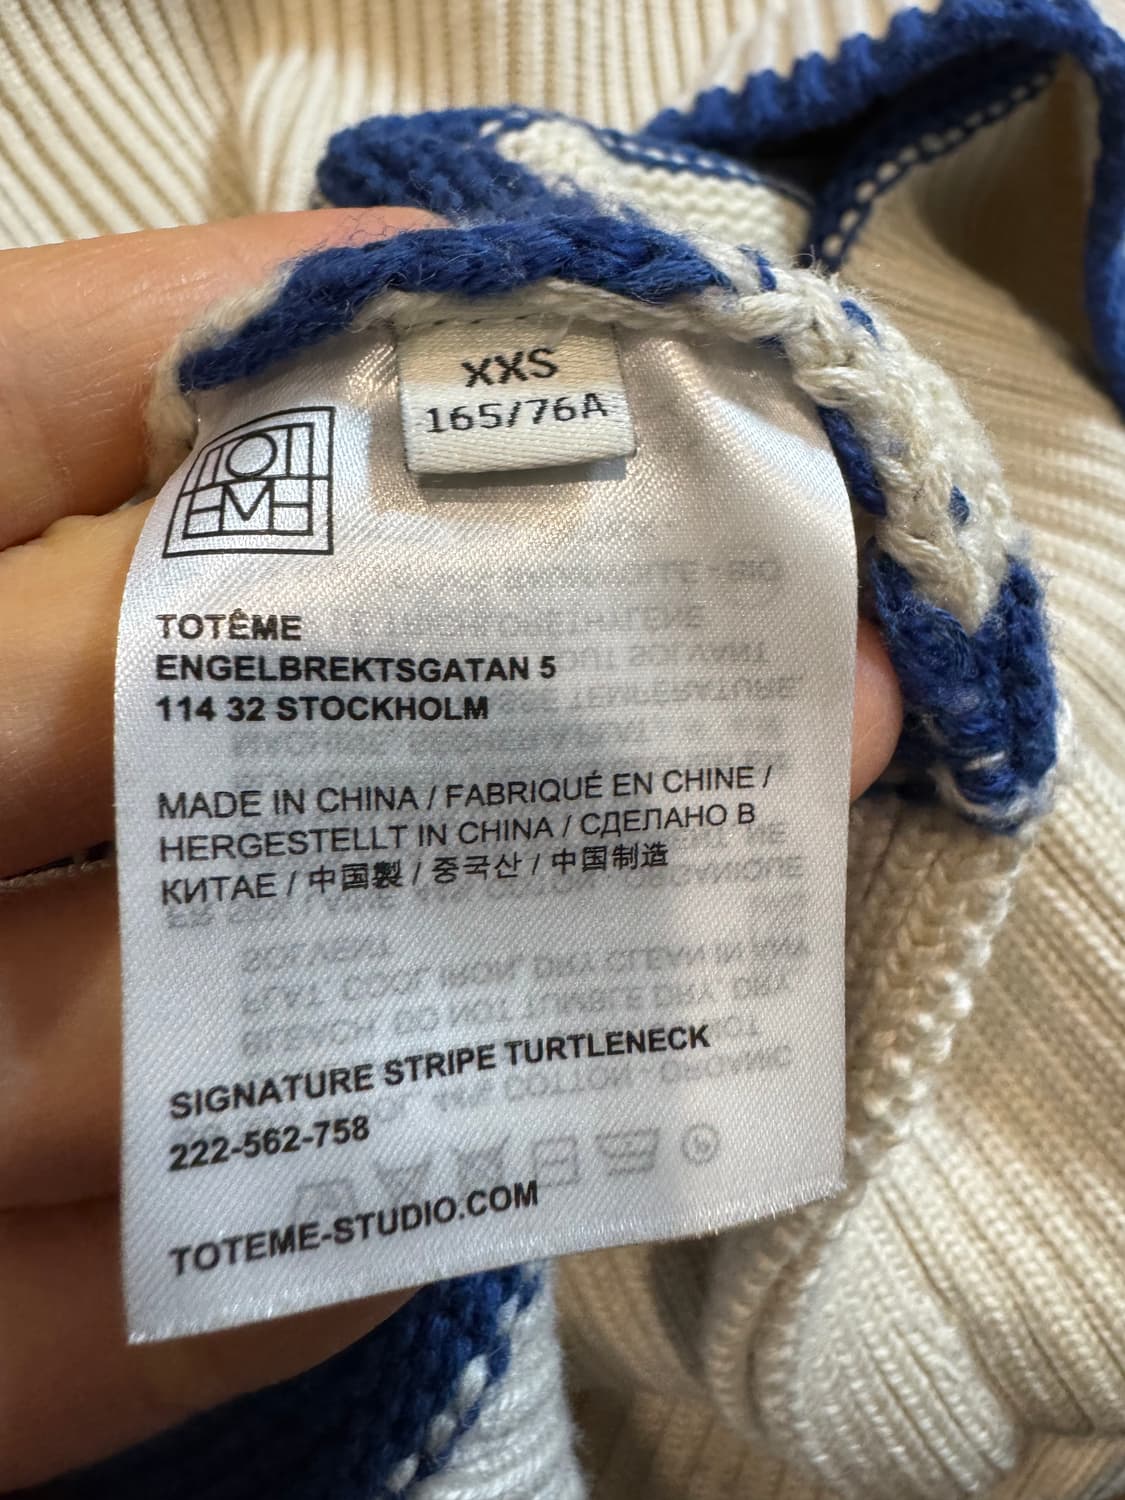 XXS
165/76A
TOTEME
TOTÊME
ENGELBREKTSGATAN 5
114 32 STOCKHOLM
MADE IN CHINA / FABRIQUÉ EN CHINE /
HERGESTELLT IN CHINA / СДЕЛАНО В
КИТАЕ / 中国製 / 중국산 / 中国制造
SIGNATURE STRIPE TURTLENECK
222-562-758
TOTEME-STUDIO.COM